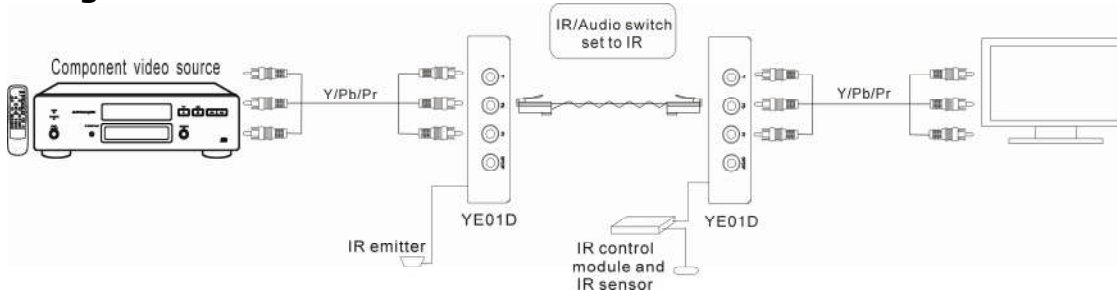 IR/Audio switch
set to IR
Component video source
Y/Pb/Pr
Y/Pb/Pr
YE01D
YE01D
IR emitter
IR control
module and
IR sensor